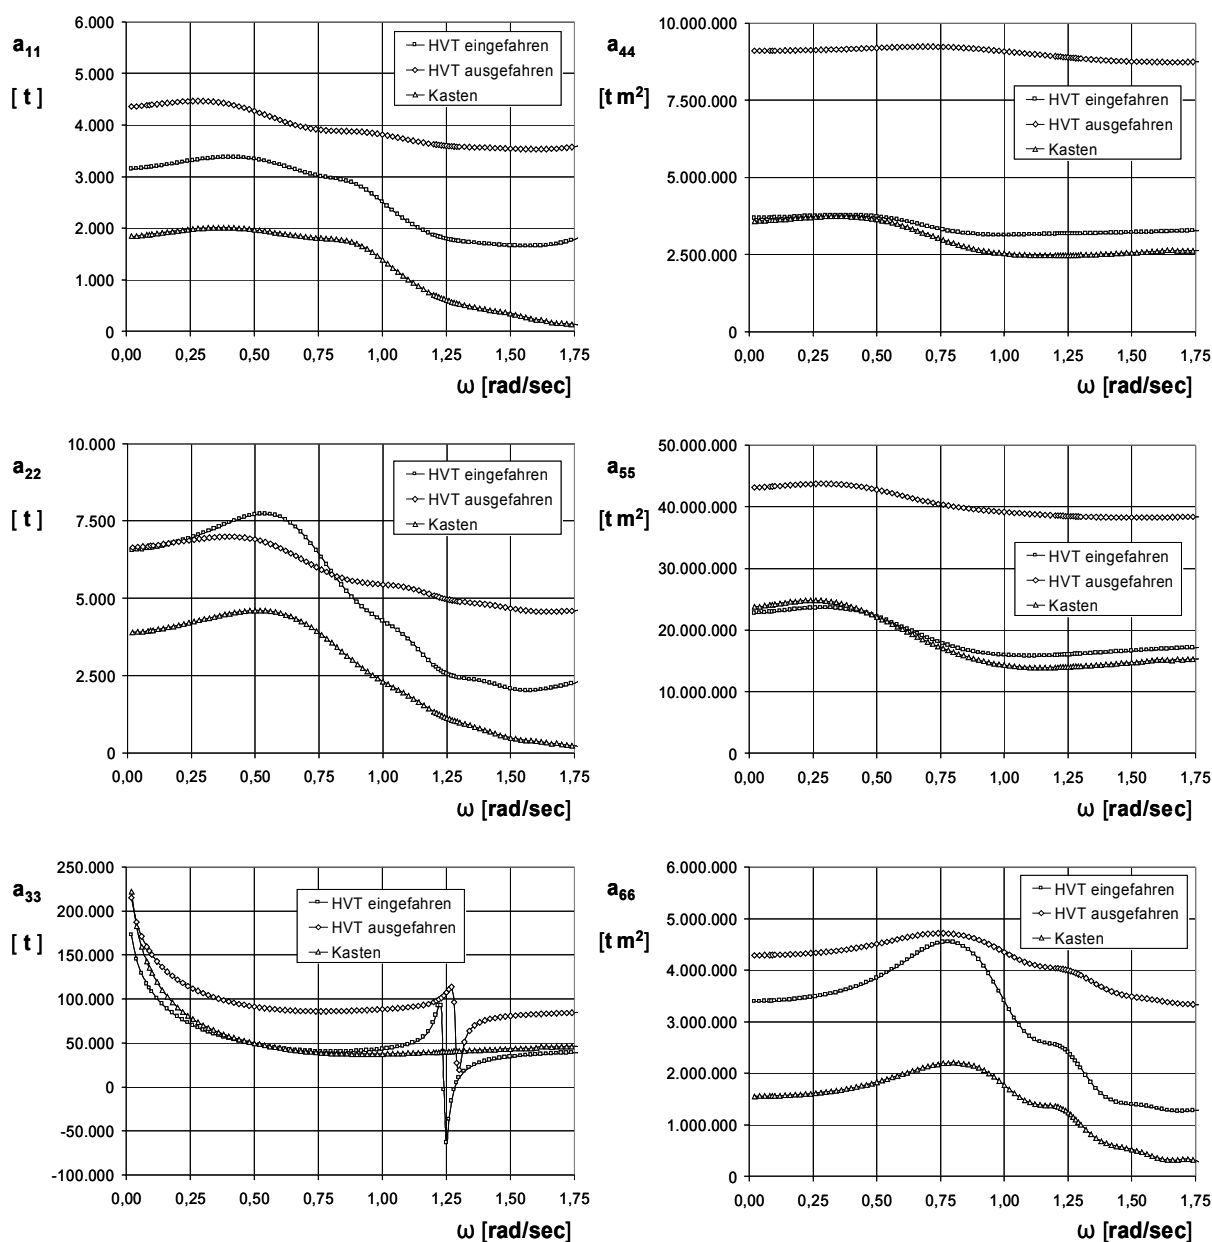 a11
[ t ]
6.000
5.000
4.000
3.000
2.000
1.000
0
HVT eingefahren
HVT ausgefahren
Kasten
0,00 0,25 0,50 0,75 1,00 1,25 1,50 1,75
ω [rad/sec]
a44
[t m²]
10.000.000
7.500.000
5.000.000
2.500.000
0
HVT eingefahren
HVT ausgefahren
Kasten
0,00 0,25 0,50 0,75 1,00 1,25 1,50 1,75
ω [rad/sec]
a22
[ t ]
10.000
7.500
5.000
2.500
0
HVT eingefahren
HVT ausgefahren
Kasten
0,00 0,25 0,50 0,75 1,00 1,25 1,50 1,75
ω [rad/sec]
a55
[t m²]
50.000.000
40.000.000
30.000.000
20.000.000
10.000.000
0
HVT eingefahren
HVT ausgefahren
Kasten
0,00 0,25 0,50 0,75 1,00 1,25 1,50 1,75
ω [rad/sec]
a33
[ t ]
250.000
200.000
150.000
100.000
50.000
0
-50.000
-100.000
HVT eingefahren
HVT ausgefahren
Kasten
0,00 0,25 0,50 0,75 1,00 1,25 1,50 1,75
ω [rad/sec]
a66
[t m²]
6.000.000
5.000.000
4.000.000
3.000.000
2.000.000
1.000.000
0
HVT eingefahren
HVT ausgefahren
Kasten
0,00 0,25 0,50 0,75 1,00 1,25 1,50 1,75
ω [rad/sec]